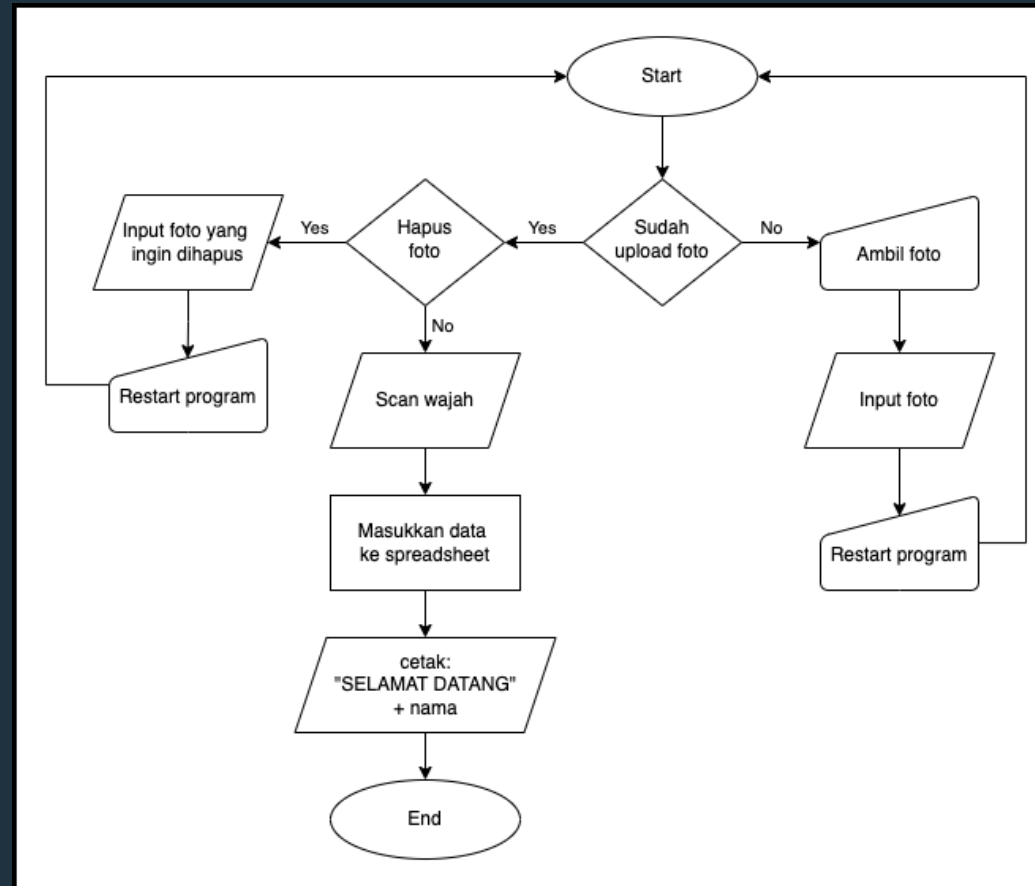 Start
Input foto yang
ingin dihapus
Yes
Hapus
foto
Yes
Sudah
upload foto
No
Ambil foto
No
Restart program
Scan wajah
Input foto
Masukkan data
ke spreadsheet
Restart program
cetak:
"SELAMAT DATANG"
+ nama
End